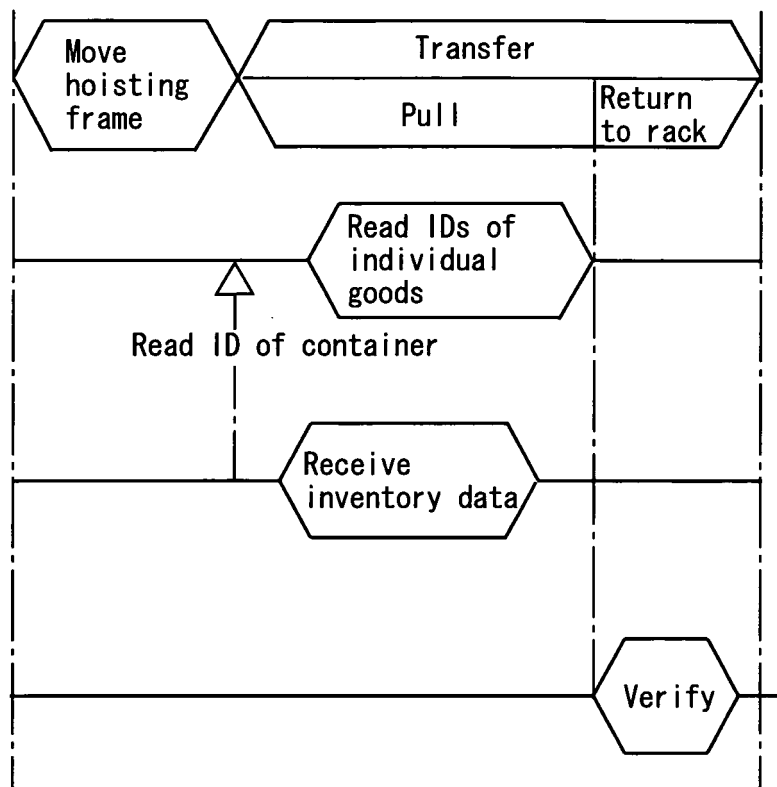 Move
hoisting
frame
Transfer
Pull
Return
to rack
Read IDs of
individual
goods
Read ID of container
Receive
inventory data
Verify